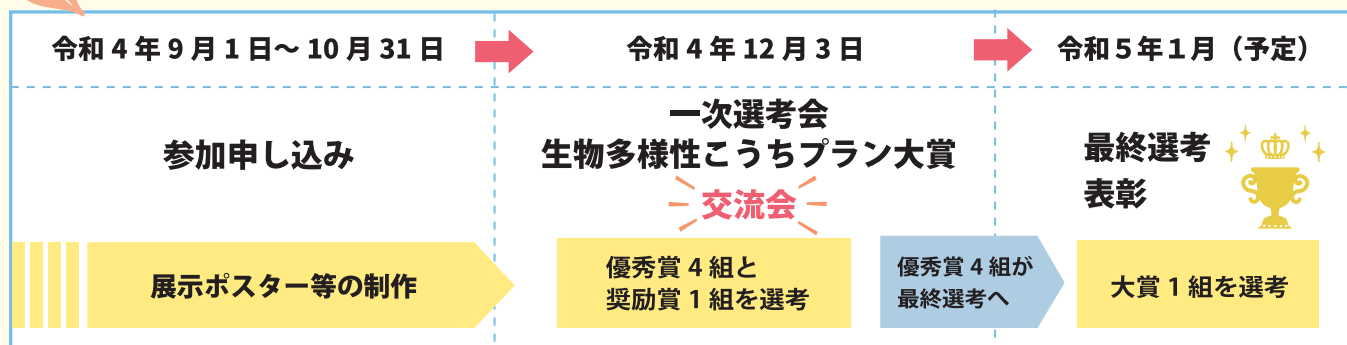 令和４年９月１日～10月31日
令和４年12月３日
令和５年１月（予定）
参加申し込み
一次選考会
生物多様性こうちプラン大賞
交流会
最終選考
表彰
展示ポスター等の制作
優秀賞４組と
奨励賞１組を選考
優秀賞４組が
最終選考へ
大賞１組を選考